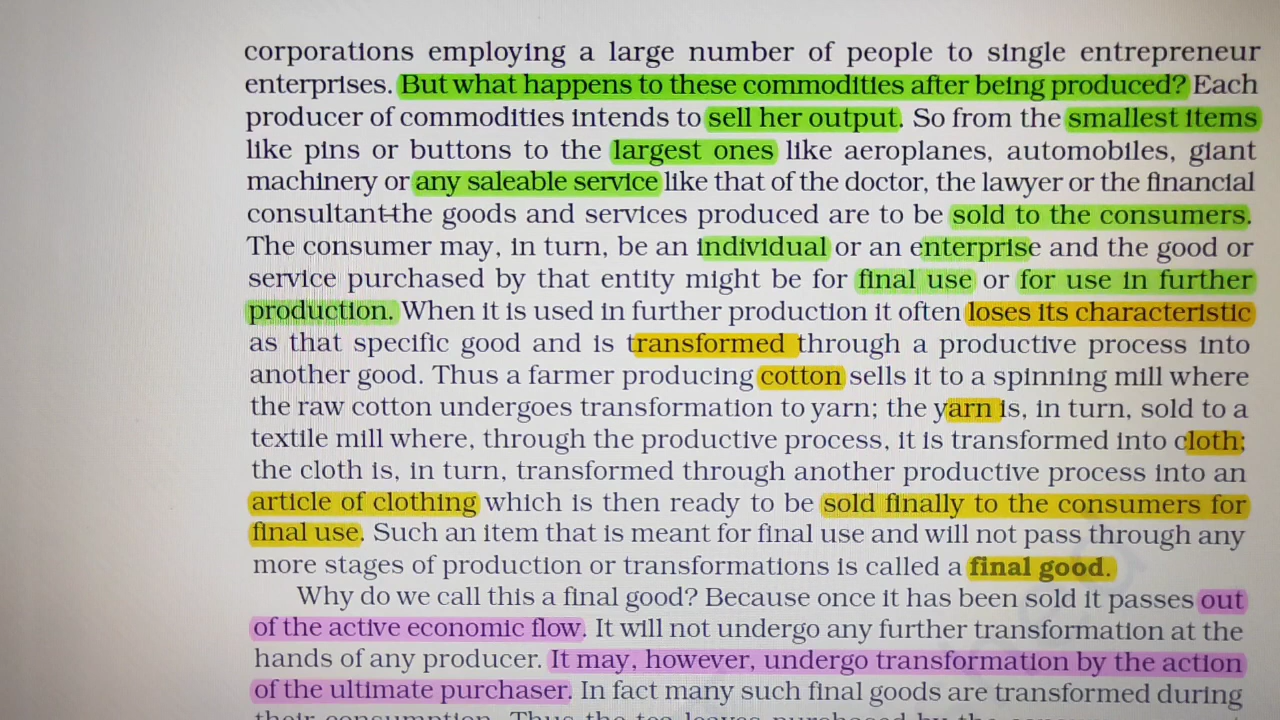 corporations employing a large number of people to single entrepreneur
enterprises. But what happens to these commodities after being produced? Each
producer of commodities intends to sell her output. So from the smallest items
like pins or buttons to the largest ones like aeroplanes, automobiles, giant
machinery or any saleable service like that of the doctor, the lawyer or the financial
consultant–the goods and services produced are to be sold to the consumers.
The consumer may, in turn, be an individual or an enterprise and the good or
service purchased by that entity might be for final use or for use in further
production. When it is used in further production it often loses its characteristic
as that specific good and is transformed through a productive process into
another good. Thus a farmer producing cotton sells it to a spinning mill where
the raw cotton undergoes transformation to yarn; the yarn is, in turn, sold to a
textile mill where, through the productive process, it is transformed into cloth;
the cloth is, in turn, transformed through another productive process into an
article of clothing which is then ready to be sold finally to the consumers for
final use. Such an item that is meant for final use and will not pass through any
more stages of production or transformations is called a final good.
Why do we call this a final good? Because once it has been sold it passes out
of the active economic flow. It will not undergo any further transformation at the
hands of any producer. It may, however, undergo transformation by the action
of the ultimate purchaser. In fact many such final goods are transformed during
their consumption. Thus the tea leaves purchased by the